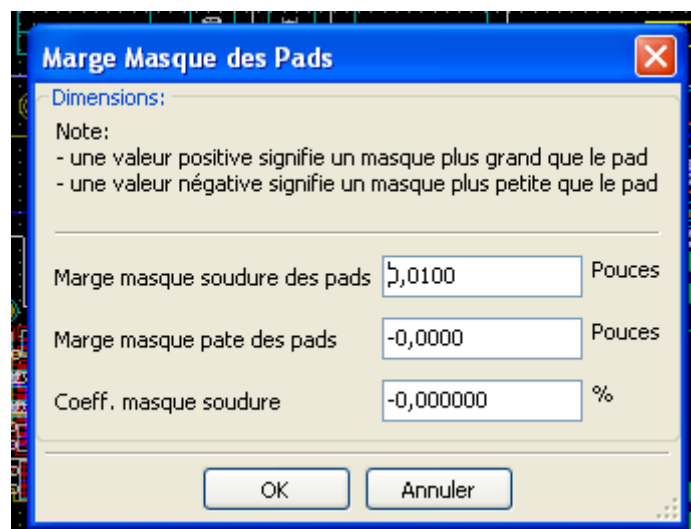 Marge Masque des Pads
Dimensions:
Note:
- une valeur positive signifie un masque plus grand que le pad
- une valeur négative signifie un masque plus petite que le pad
Marge masque soudure des pads 0,0100 Pouces
Marge masque pate des pads -0,0000 Pouces
Coeff. masque soudure -0,000000 %
OK Annuler